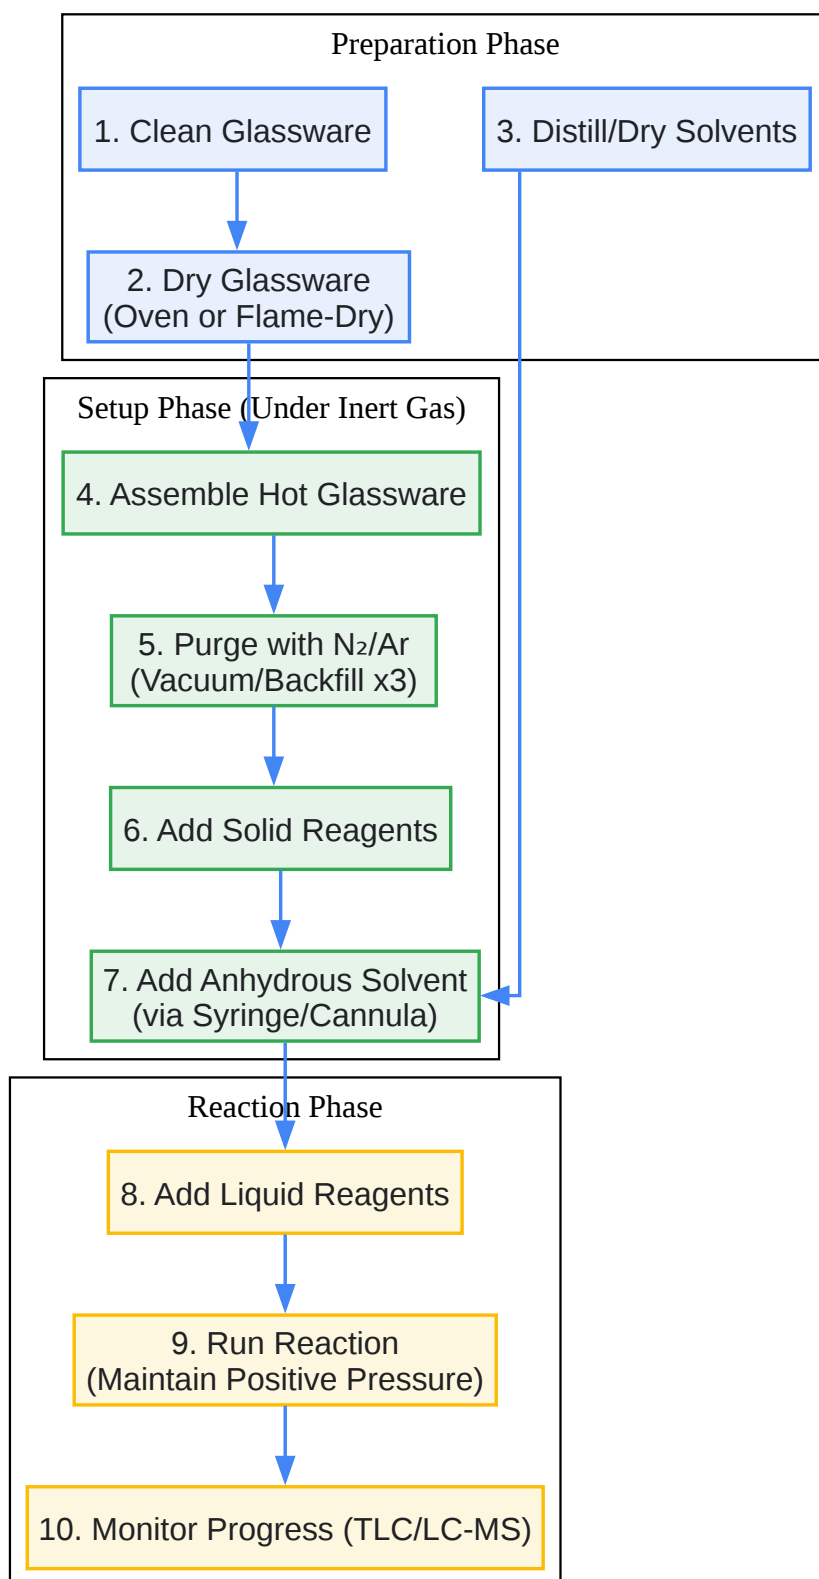 Preparation Phase
1. Clean Glassware
3. Distill/Dry Solvents
2. Dry Glassware
(Oven or Flame-Dry)
Setup Phase (Under Inert Gas)
4. Assemble Hot Glassware
5. Purge with N₂/Ar
(Vacuum/Backfill x3)
6. Add Solid Reagents
7. Add Anhydrous Solvent
(via Syringe/Cannula)
Reaction Phase
8. Add Liquid Reagents
9. Run Reaction
(Maintain Positive Pressure)
10. Monitor Progress (TLC/LC-MS)